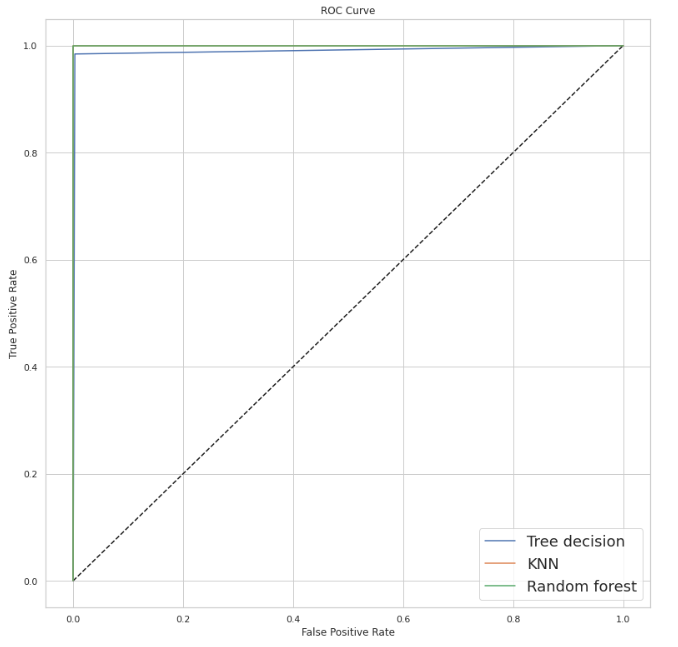 ROC Curve
1.0
0.8
0.6
0.4
0.2
0.0
True Positive Rate
0.0 0.2 0.4 0.6 0.8 1.0
False Positive Rate
Tree decision
KNN
Random forest